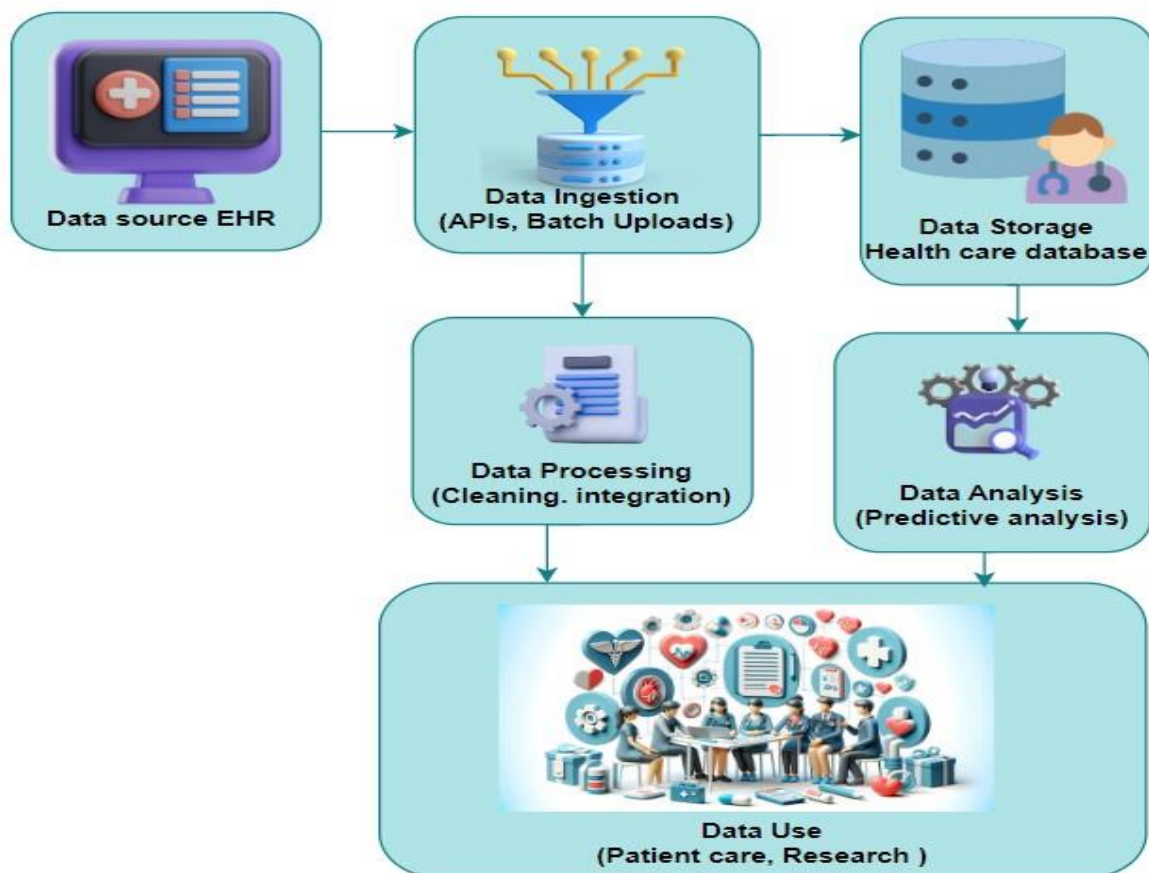 Data source EHR
Data Ingestion
(APIs, Batch Uploads)
Data Storage
Health care database
Data Processing
(Cleaning. integration)
Data Analysis
(Predictive analysis)
Data Use
(Patient care, Research )